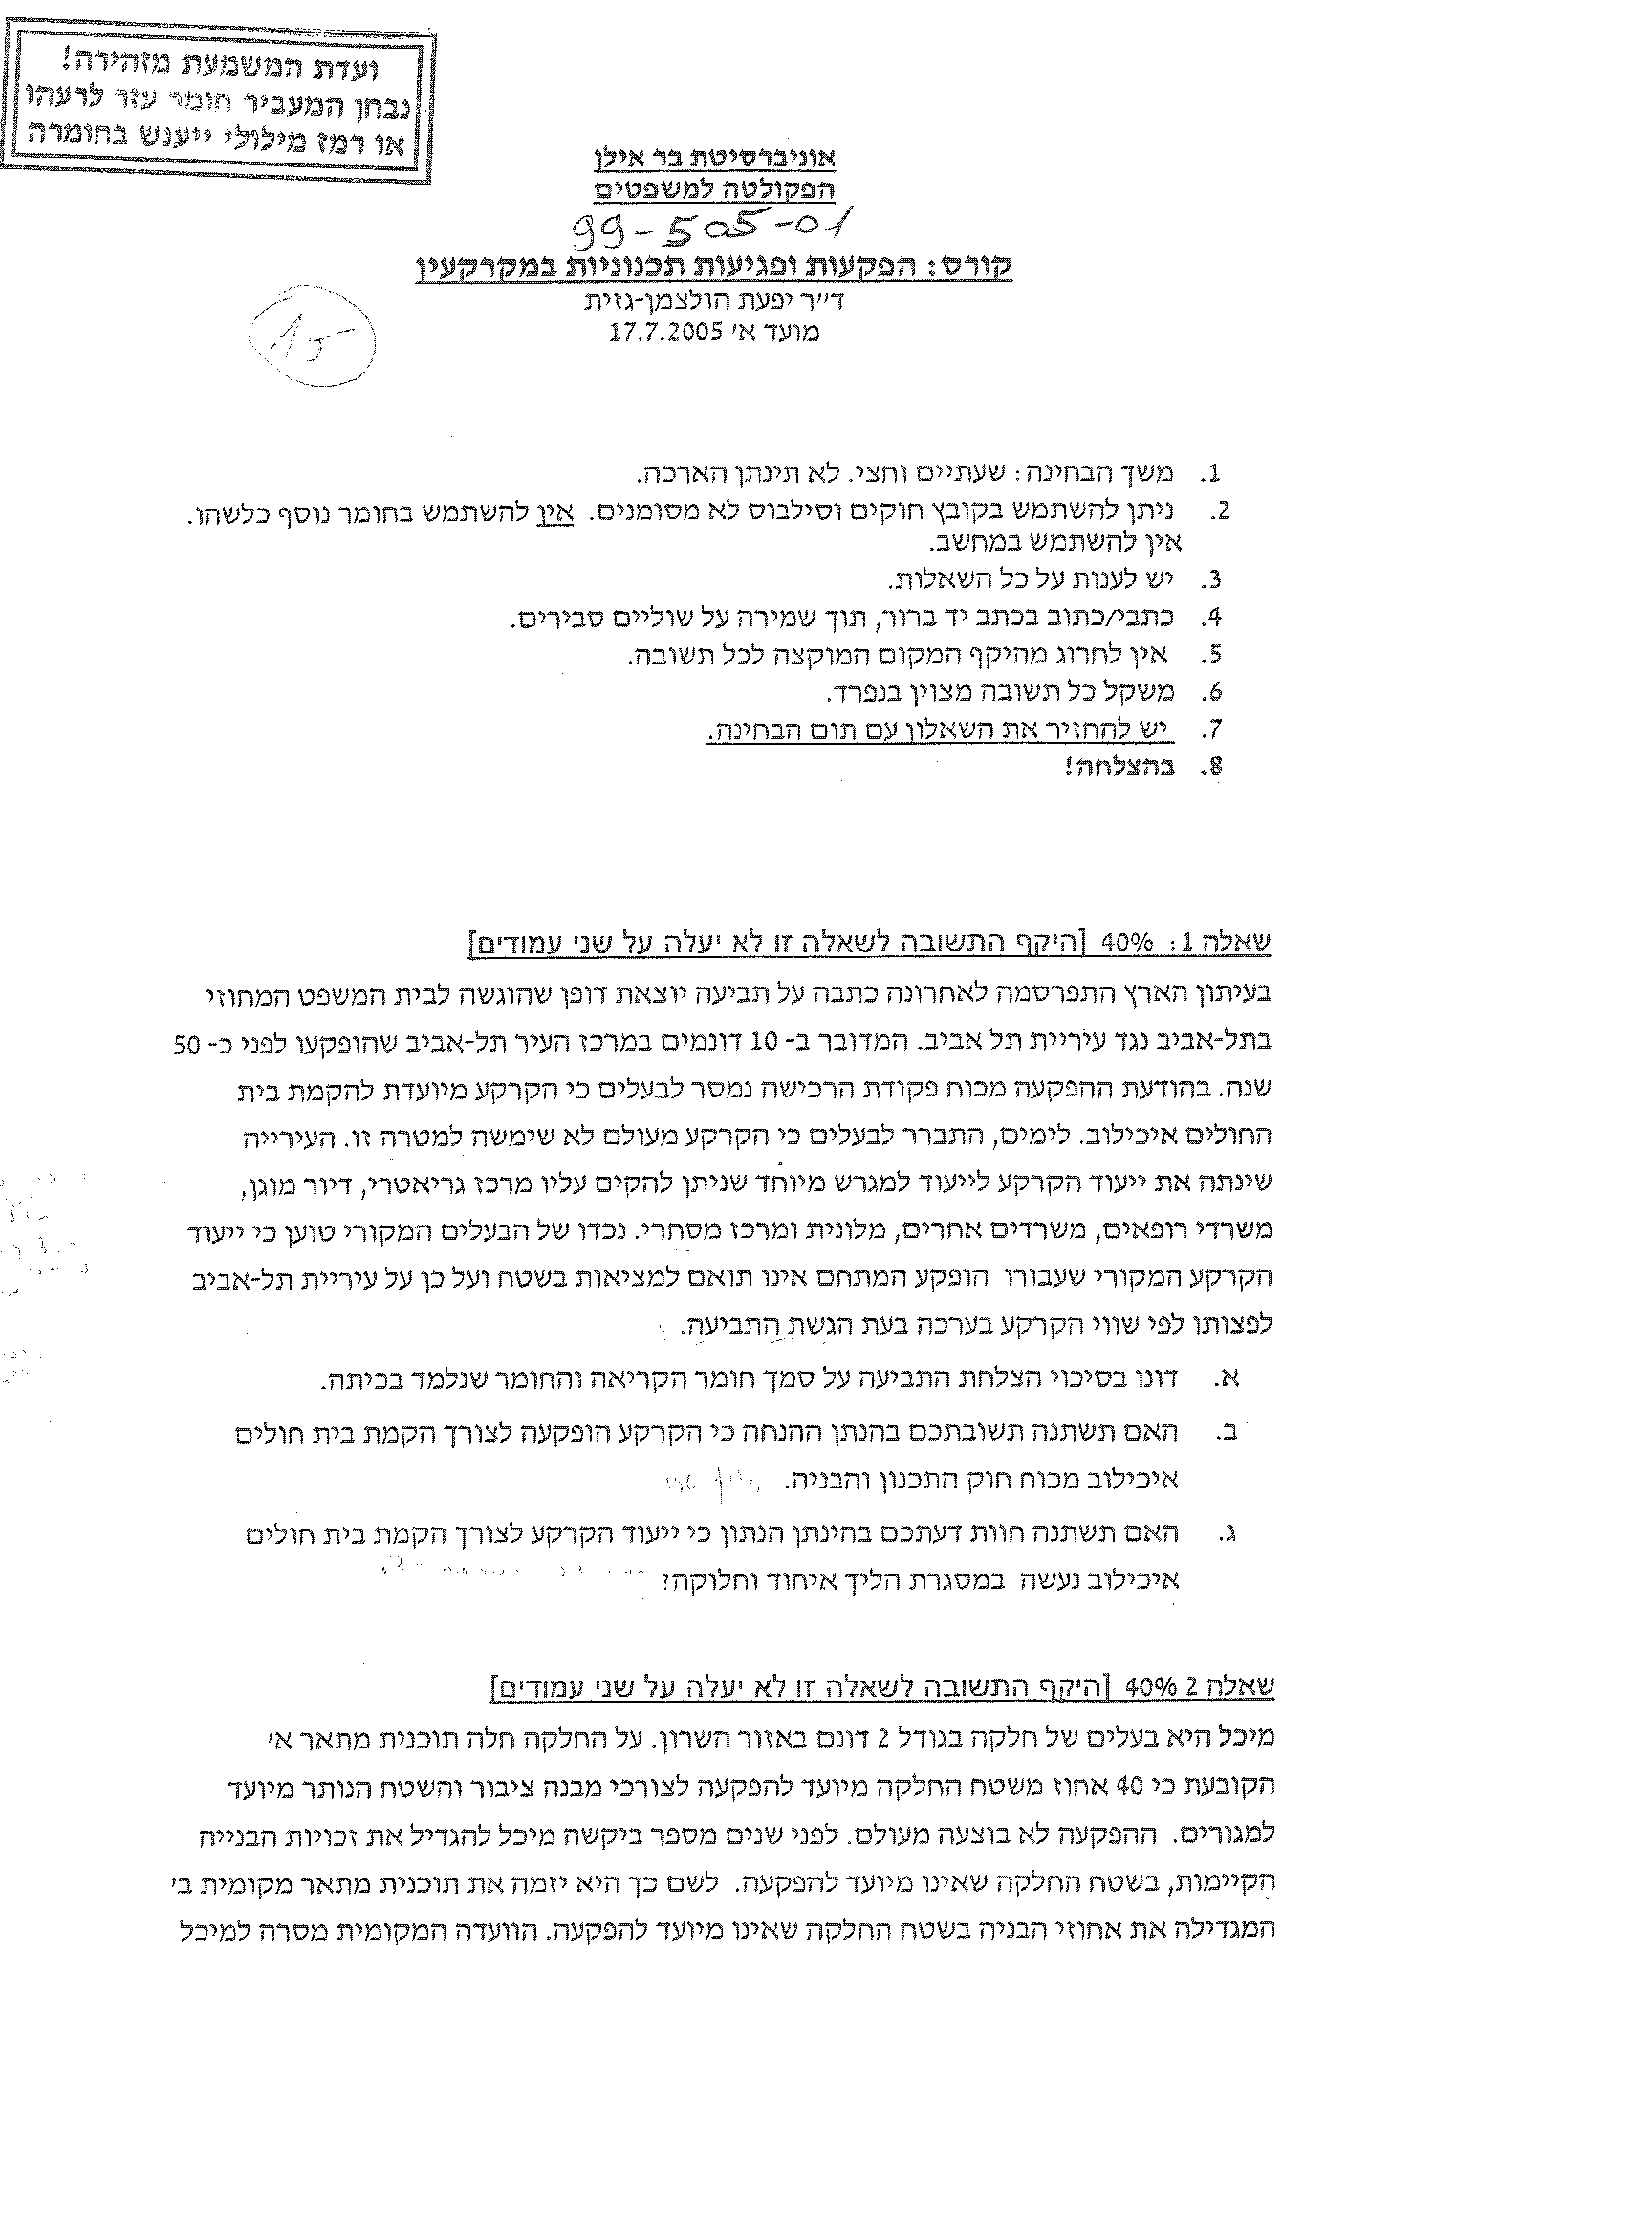 ועדת המשמעת מזהירה!
נבחן המעביר חומר עזר לרעהו
או רמז מילולי ייענש בחומרה
אוניברסיטת בר אילן
הפקולטה למשפטים
99-505-01
קורס: הפקעות ופגיעות תכנוניות במקרקעין
ד״ר יפעת הולצמן-גזית
מועד א׳ 17.7.2005
1. משך הבחינה: שעתיים וחצי. לא תינתן הארכה.
2. ניתן להשתמש בקובץ חוקים וסילבוס לא מסומנים. אין להשתמש בחומר נוסף כלשהו.
אין להשתמש במחשב.
3. יש לענות על כל השאלות.
4. כתבי/כתוב בכתב יד ברור, תוך שמירה על שוליים סבירים.
5. אין לחרוג מהיקף המקום המוקצה לכל תשובה.
6. משקל כל תשובה מצוין בנפרד.
7. יש להחזיר את השאלון עם תום הבחינה.
8. בהצלחה!
שאלה 1: 40% [היקף התשובה לשאלה זו לא יעלה על שני עמודים]
בעיתון הארץ התפרסמה לאחרונה כתבה על תביעה יוצאת דופן שהוגשה לבית המשפט המחוזי
בתל-אביב נגד עיריית תל אביב. המדובר ב- 10 דונמים במרכז העיר תל-אביב שהופקעו לפני כ- 50
שנה. בהודעת ההפקעה מכוח פקודת הרכישה נמסר לבעלים כי הקרקע מיועדת להקמת בית
החולים איכילוב. לימים, התברר לבעלים כי הקרקע מעולם לא שימשה למטרה זו. העירייה
שינתה את ייעוד הקרקע לייעוד למגרש מיוחד שניתן להקים עליו מרכז גריאטרי, דיור מוגן,
משרדי רופאים, משרדים אחרים, מלונית ומרכז מסחרי. נכדו של הבעלים המקורי טוען כי ייעוד
הקרקע המקורי שעבורו הופקע המתחם אינו תואם למציאות בשטח ועל כן על עיריית תל-אביב
לפצותו לפי שווי הקרקע בערכה בעת הגשת התביעה.
א. דונו בסיכוי הצלחת התביעה על סמך חומר הקריאה והחומר שנלמד בכיתה.
ב. האם תשתנה תשובתכם בהנתן ההנחה כי הקרקע הופקעה לצורך הקמת בית חולים
איכילוב מכוח חוק התכנון והבניה.
ג. האם תשתנה חוות דעתכם בהינתן הנתון כי ייעוד הקרקע לצורך הקמת בית חולים
איכילוב נעשה במסגרת הליך איחוד וחלוקה?
שאלה 2 40% [היקף התשובה לשאלה זו לא יעלה על שני עמודים]
מיכל היא בעלים של חלקה בגודל 2 דונם באזור השרון. על החלקה חלה תוכנית מתאר א׳
הקובעת כי 40 אחוז משטח החלקה מיועד להפקעה לצורכי מבנה ציבור והשטח הנותר מיועד
למגורים. ההפקעה לא בוצעה מעולם. לפני שנים מספר ביקשה מיכל להגדיל את זכויות הבנייה
הקיימות, בשטח החלקה שאינו מיועד להפקעה. לשם כך היא יזמה את תוכנית מתאר מקומית ב׳
המגדילה את אחוזי הבניה בשטח החלקה שאינו מיועד להפקעה. הוועדה המקומית מסרה למיכל